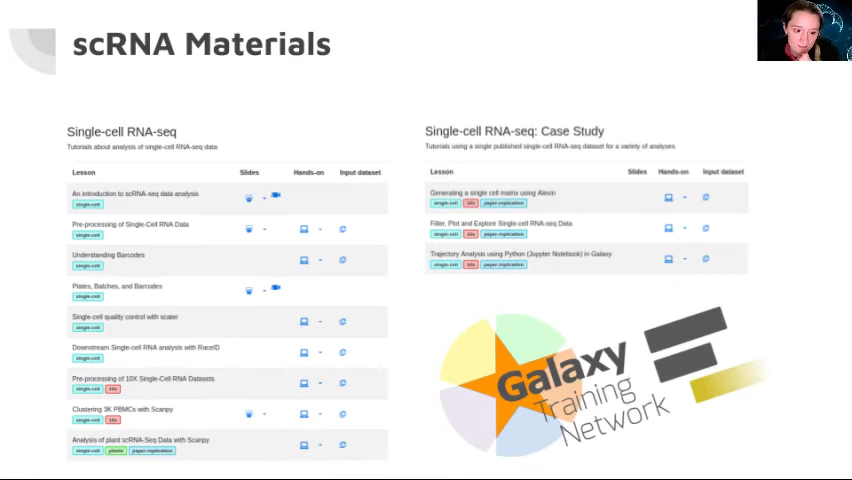 scRNA Materials
Single-cell RNA-seq
Tutorials about analysis of single-cell RNA-seq data
Lesson Slides Hands-on Input dataset
An introduction to scRNA-seq data analysis
single-cell
Pre-processing of Single-Cell RNA Data
single-cell
Understanding Barcodes
single-cell
Plates, Batches, and Barcodes
single-cell
Single-cell quality control with scater
single-cell
Downstream Single-cell RNA analysis with RaceID
single-cell
Pre-processing of 10X Single-Cell RNA Datasets
single-cell 10x
Clustering 3K PBMCs with Scanpy
single-cell 10x
Analysis of plant scRNA-Seq Data with Scanpy
single-cell plants paper-replication
Single-cell RNA-seq: Case Study
Tutorials using a single published single-cell RNA-seq dataset for a variety of analyses
Lesson Slides Hands-on Input dataset
Generating a single cell matrix using Alevin
single-cell 10x paper-replication
Filter, Plot and Explore Single-cell RNA-seq Data
single-cell 10x paper-replication
Trajectory Analysis using Python (Jupyter Notebook) in Galaxy
single-cell 10x paper-replication
Galaxy
Training
Network